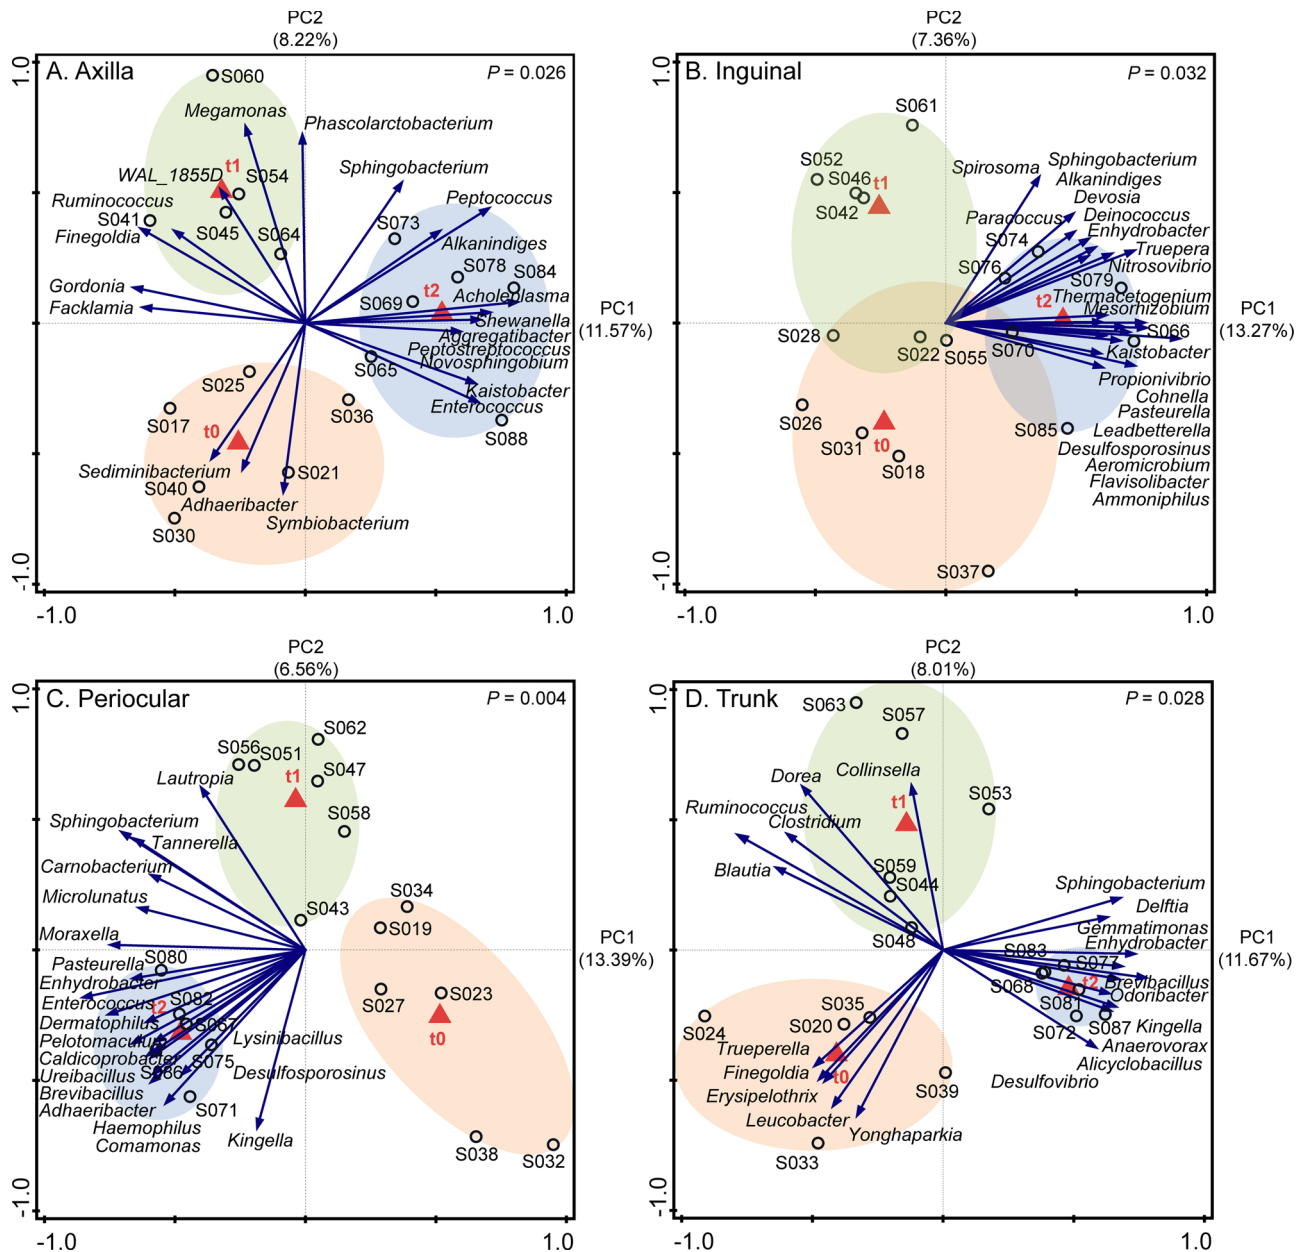 PC2
(8.22%)
A. Axilla
P = 0.026
1.0
S060
Megamonas
Phascolarctobacterium
t1
Sphingobacterium
WAL_1855D
S054
Ruminococcus
Peptococcus
S041
S045
S073
Finegoldia
S064
Alkanindiges
S078
S084
Gordonia
t2
Acholeplasma
S069
Facklamia
PC1
(11.57%)
Shewanella
Aggregatibacter
Peptostreptococcus
S065
Novosphingobium
S025
Kaistobacter
S036
Enterococcus
S017
t0
S088
Sediminibacterium
S021
S040
Adhaeribacter
Symbiobacterium
S030
-1.0
-1.0
1.0
PC2
(7.36%)
B. Inguinal
P = 0.032
1.0
S061
S052
Spirosoma
Sphingobacterium
S046
t1
Alkanindiges
Devosia
S042
Paracoccus
Deinococcus
Enhydrobacter
S074
Truepera
S076
Nitrosovibrio
S079
t2
Thermacetogenium
Mesorhizobium
PC1
(13.27%)
S028
S066
S022
S055
S070
Kaistobacter
Propionivibrio
Cohnella
S026
Pasteurella
S031
t0
S085
Leadbetterella
S018
Desulfosporosinus
Aeromicrobium
Flavisolibacter
Ammoniphilus
S037
-1.0
-1.0
1.0
PC2
(6.56%)
C. Periocular
P = 0.004
1.0
S062
S056
S051
Lautropia
t1
S047
S058
Sphingobacterium
Tannerella
Carnobacterium
Microlunatus
S034
S043
S019
Moraxella
PC1
(13.39%)
S080
Pasteurella
Enhydrobacter
S027
S023
Enterococcus
S082
t2
Dermatophilus
S067
t0
Pelotomaculum
Lysinibacillus
Caldicoprobacter
S075
Ureibacillus
S086
Desulfosporosinus
Brevibacillus
Adhaeribacter
S071
Haemophilus
Kingella
Comamonas
S038
S032
-1.0
-1.0
1.0
PC2
(8.01%)
D. Trunk
P = 0.028
1.0
S063
S057
Dorea
Collinsella
Ruminococcus
t1
S053
Clostridium
Blautia
S059
S044
Sphingobacterium
Delftia
S048
Gemmatimonas
S083
Enhydrobacter
PC1
(11.67%)
S077
S068
t2
Brevibacillus
S081
Odoribacter
S024
S035
S020
S072
S087
Kingella
Trueperella
Anaerovorax
Finegoldia
t0
Alicyclobacillus
Erysipelothrix
S039
Desulfovibrio
Leucobacter
Yonghaparkia
S033
-1.0
-1.0
1.0